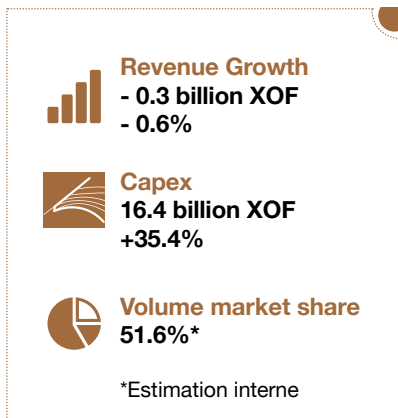 Revenue Growth
- 0.3 billion XOF
- 0.6%
Capex
16.4 billion XOF
+35.4%
Volume market share
51.6%*
*Estimation interne